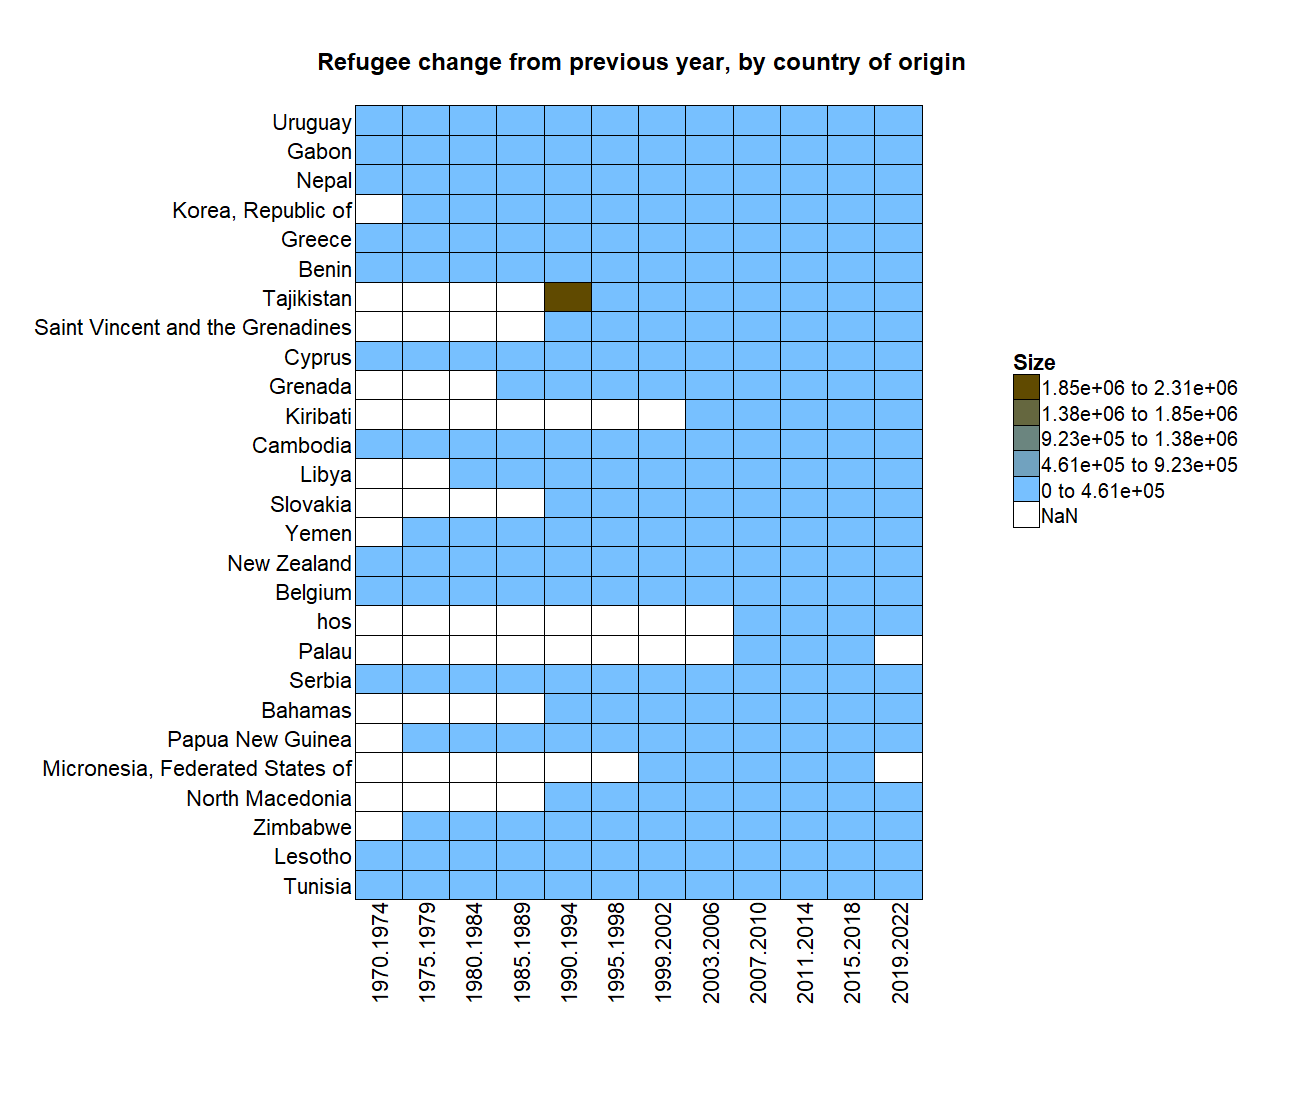 Refugee change from previous year, by country of origin
Uruguay
Gabon
Nepal
Korea, Republic of
Greece
Benin
Tajikistan
Saint Vincent and the Grenadines
Cyprus
Grenada
Kiribati
Cambodia
Libya
Slovakia
Yemen
New Zealand
Belgium
hos
Palau
Serbia
Bahamas
Papua New Guinea
Micronesia, Federated States of
North Macedonia
Zimbabwe
Lesotho
Tunisia
1970.1974
1975.1979
1980.1984
1985.1989
1990.1994
1995.1998
1999.2002
2003.2006
2007.2010
2011.2014
2015.2018
2019.2022
Size
1.85e+06 to 2.31e+06
1.38e+06 to 1.85e+06
9.23e+05 to 1.38e+06
4.61e+05 to 9.23e+05
0 to 4.61e+05
NaN